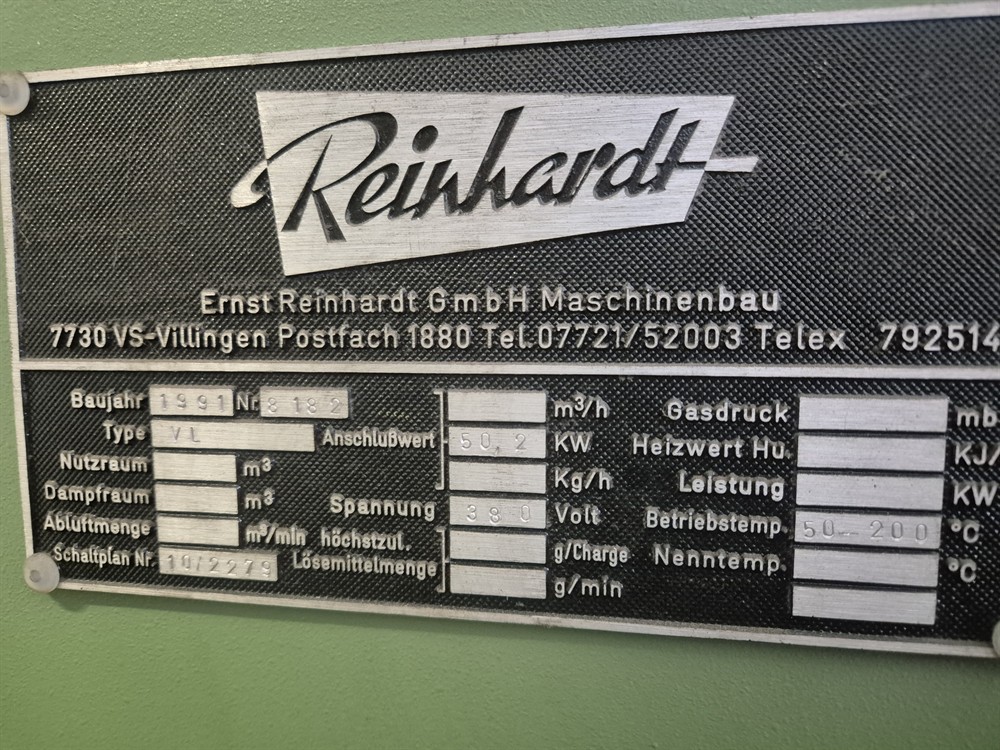 Reinhardt
Ernst Reinhardt GmbH Maschinenbau
7730 VS-Villingen Postfach 1880 Tel. 07721/52003 Telex 792514
Baujahr 1991 Nr. 8182 m³/h Gasdruck mb
Type VL Anschlußwert 50,2 KW Heizwert Hu. KJ/
Nutzraum m³ Kg/h Leistung KW
Dampfraum m³ Spannung 380 Volt Betriebstemp. 50-200 °C
Abluftmenge m³/min höchstzul. g/Charge Nenntemp. °C
Schaltplan Nr. 10/2279 Lösemittelmenge g/min